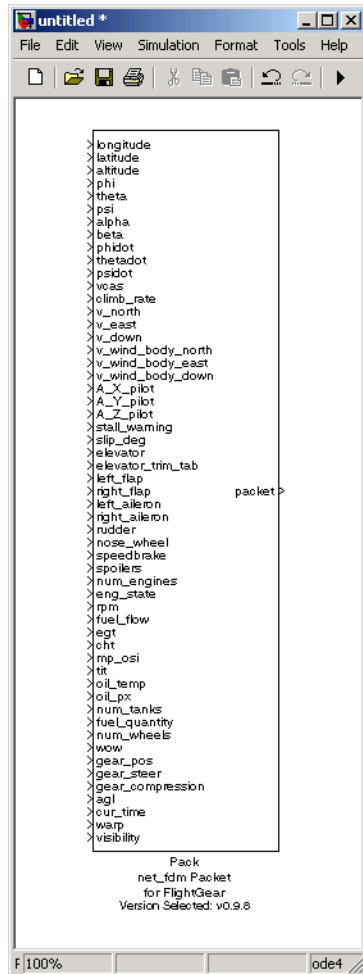 untitled *
File Edit View Simulation Format Tools Help
longitude
latitude
altitude
phi
theta
psi
alpha
beta
phidot
thetadot
psidot
vcas
climb_rate
v_north
v_east
v_down
v_wind_body_north
v_wind_body_east
v_wind_body_down
A_X_pilot
A_Y_pilot
A_Z_pilot
stall_warning
slip_deg
elevator
elevator_trim_tab
left_flap
right_flap packet
left_aileron
right_aileron
rudder
nose_wheel
speedbrake
spoilers
num_engines
eng_state
rpm
fuel_flow
egt
cht
mp_osi
tit
oil_temp
oil_px
num_tanks
fuel_quantity
num_wheels
wow
gear_pos
gear_steer
gear_compression
agl
cur_time
warp
visibility
Pack
net_fdm Packet
for FlightGear
Version Selected: v0.9.8
F 100% ode4